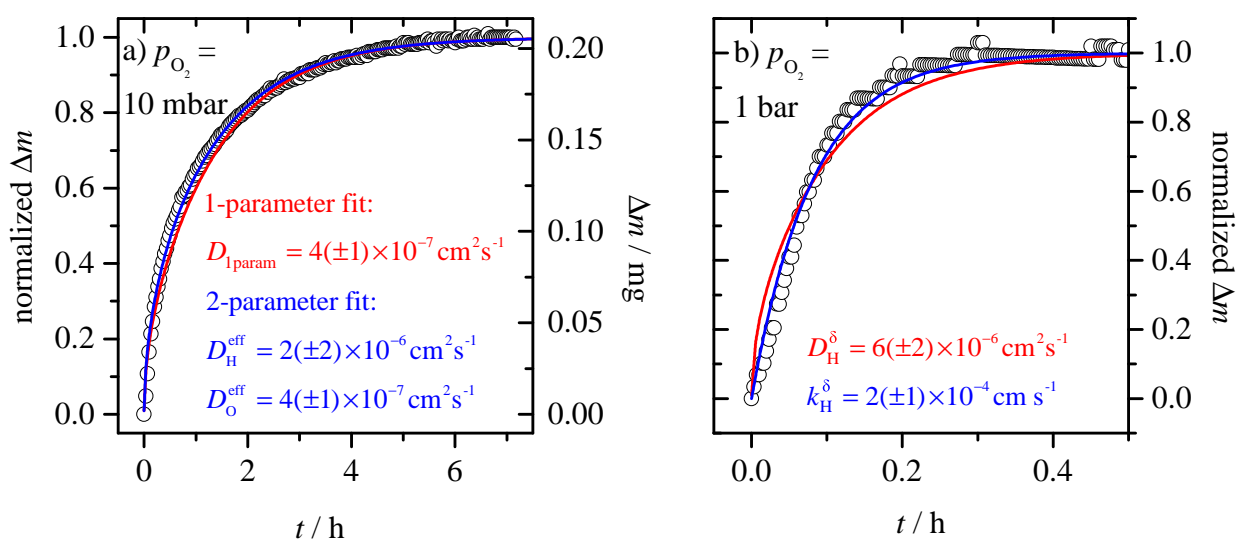 a) p_O₂ =
10 mbar
1-parameter fit:
D_1param = 4(±1)×10⁻⁷ cm²s⁻¹
2-parameter fit:
D_H^eff = 2(±2)×10⁻⁶ cm²s⁻¹
D_O^eff = 4(±1)×10⁻⁷ cm²s⁻¹
normalized Δm
1.0
0.8
0.6
0.4
0.2
0.0
0 2 4 6
t / h
0.20
0.15
0.10
0.05
0.00
Δm / mg
b) p_O₂ =
1 bar
D_H^δ = 6(±2)×10⁻⁶ cm²s⁻¹
k_H^δ = 2(±1)×10⁻⁴ cm s⁻¹
0.0 0.2 0.4
t / h
1.0
0.8
0.6
0.4
0.2
0.0
normalized Δm